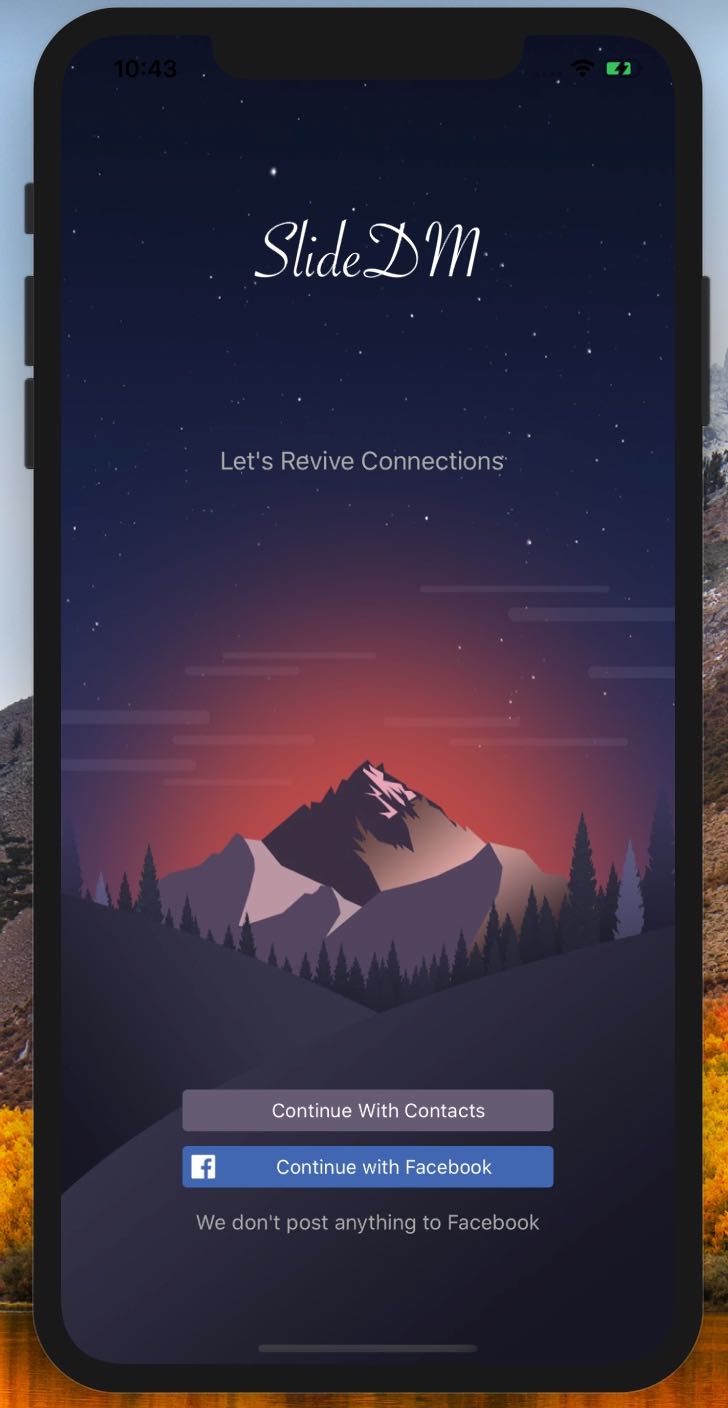 10:43
SlideDM
Let's Revive Connections
Continue With Contacts
Continue with Facebook
We don't post anything to Facebook